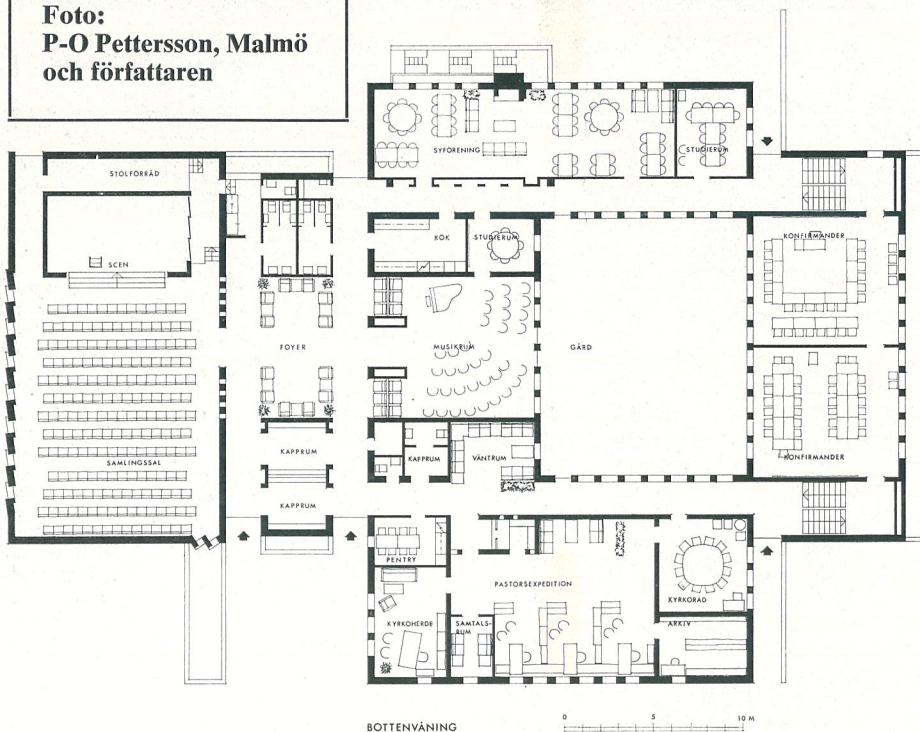 Foto:
P-O Pettersson, Malmö
och författaren
SYFÖRENING
STUDIERUM
STOLFÖRRÅD
KÖK
STUDIERUM
KONFIRMANDER
SCEN
FOYER
MUSIKRUM
GÅRD
KAPPRUM
KAPPRUM
VÄNTRUM
KONFIRMANDER
SAMLINGSSAL
KAPPRUM
PENTRY
PASTORSEXPEDITION
KYRKORÅD
KYRKOHERDE
SAMTALS-
RUM
ARKIV
BOTTENVÅNING
0 5 10 M